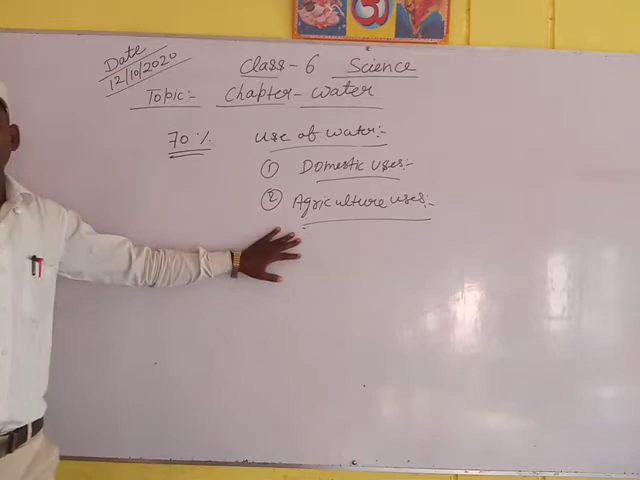 Date
12/10/2020
Class - 6 Science
Topic:- Chapter - water
70% use of water:-
① Domestic uses:-
② Agriculture uses:-
ॐ